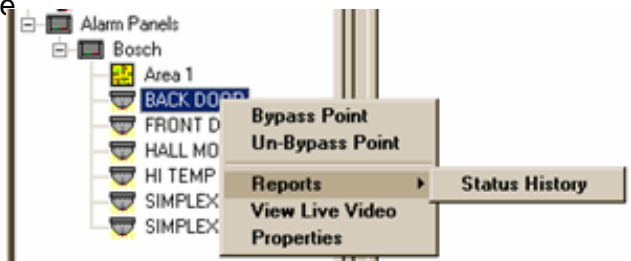 e
Alarm Panels
Bosch
Area 1
BACK DOOR
FRONT D
HALL MO
HI TEMP
SIMPLEX
SIMPLEX
Bypass Point
Un-Bypass Point
Reports
View Live Video
Properties
Status History